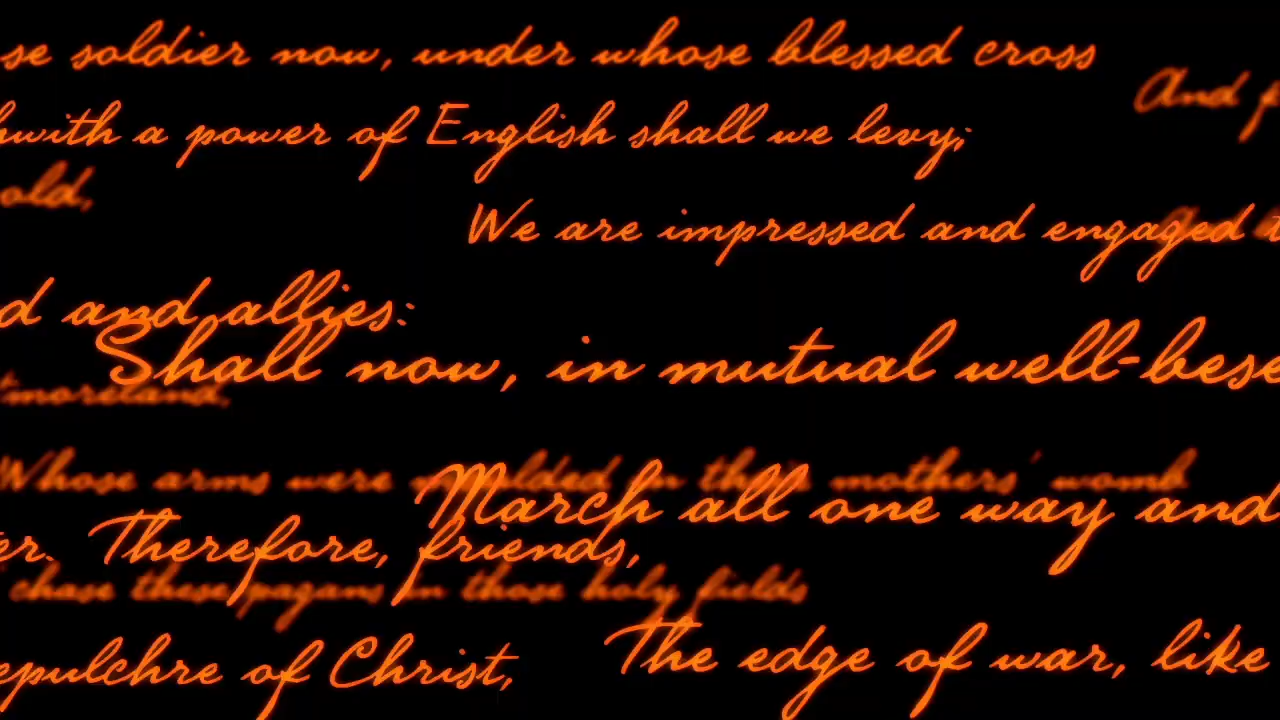 se soldier now, under whose blessed cross
And
with a power of English shall we levy;
old,
We are impressed and engaged
d and allies:
Shall now, in mutual well-bese
moreland,
Whose arms were moulded in their mothers' womb
March all one way and
er. Therefore, friends,
chase these pagans in those holy fields
epulchre of Christ,
The edge of war, like